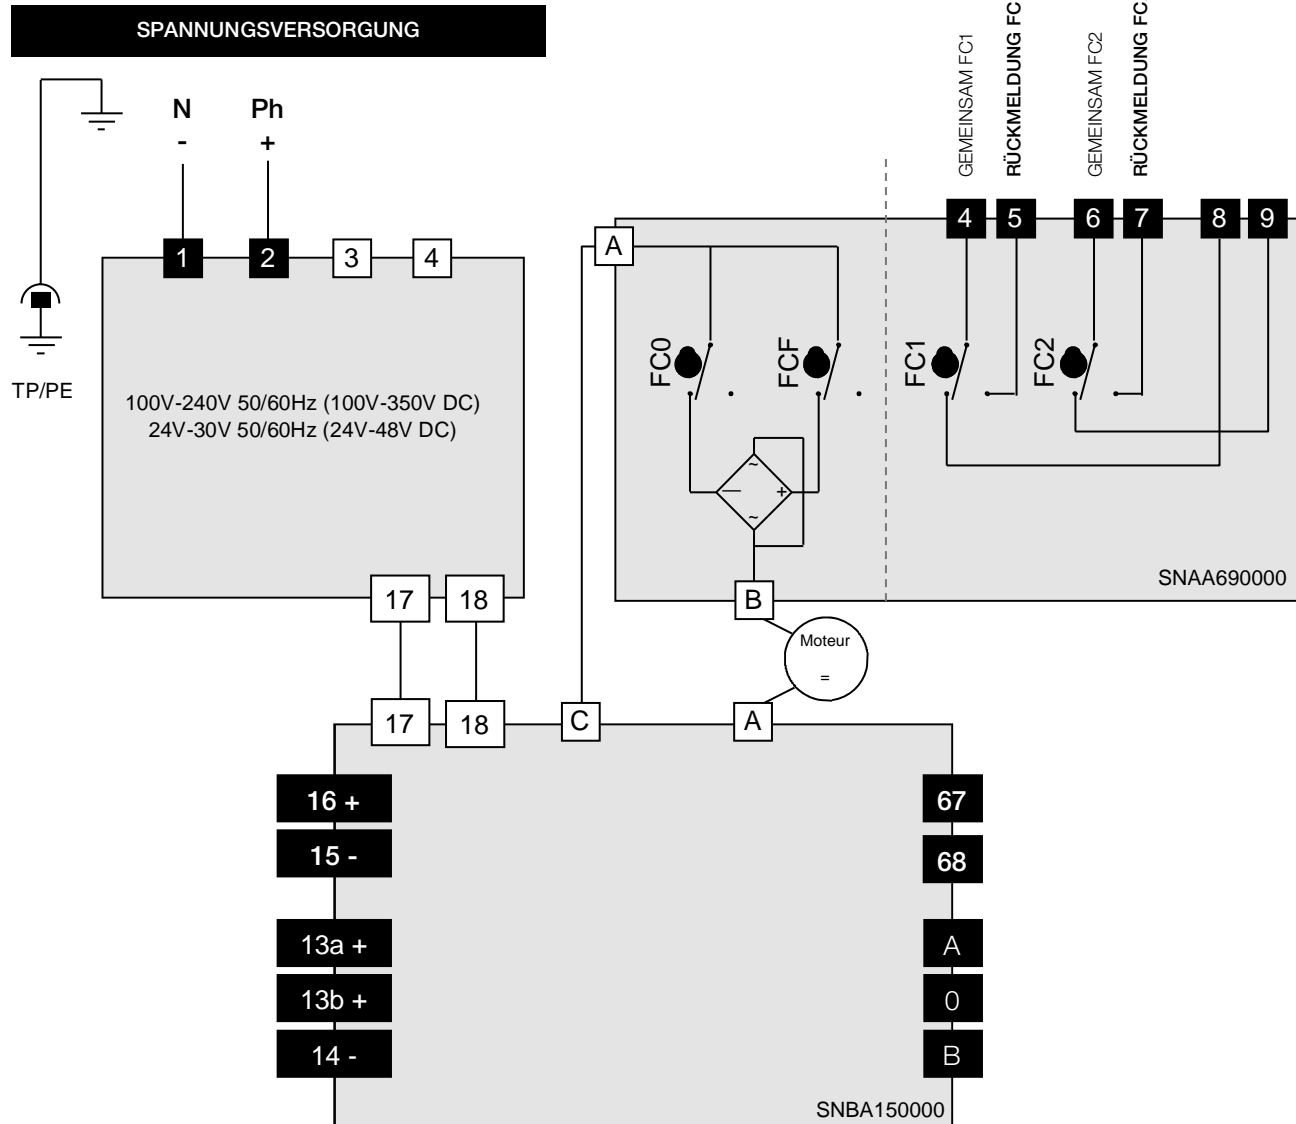 SPANNUNGSVERSORGUNG
GEMEINSAM FC1
RÜCKMELDUNG FC
GEMEINSAM FC2
RÜCKMELDUNG FC
N
-
Ph
+
1
2
3
4
TP/PE
100V-240V 50/60Hz (100V-350V DC)
24V-30V 50/60Hz (24V-48V DC)
17
18
A
4
5
6
7
8
9
FC0
FCF
FC1
FC2
~
—
+
~
SNAA690000
B
Moteur
=
17
18
C
A
16 +
15 -
13a +
13b +
14 -
67
68
A
0
B
SNBA150000